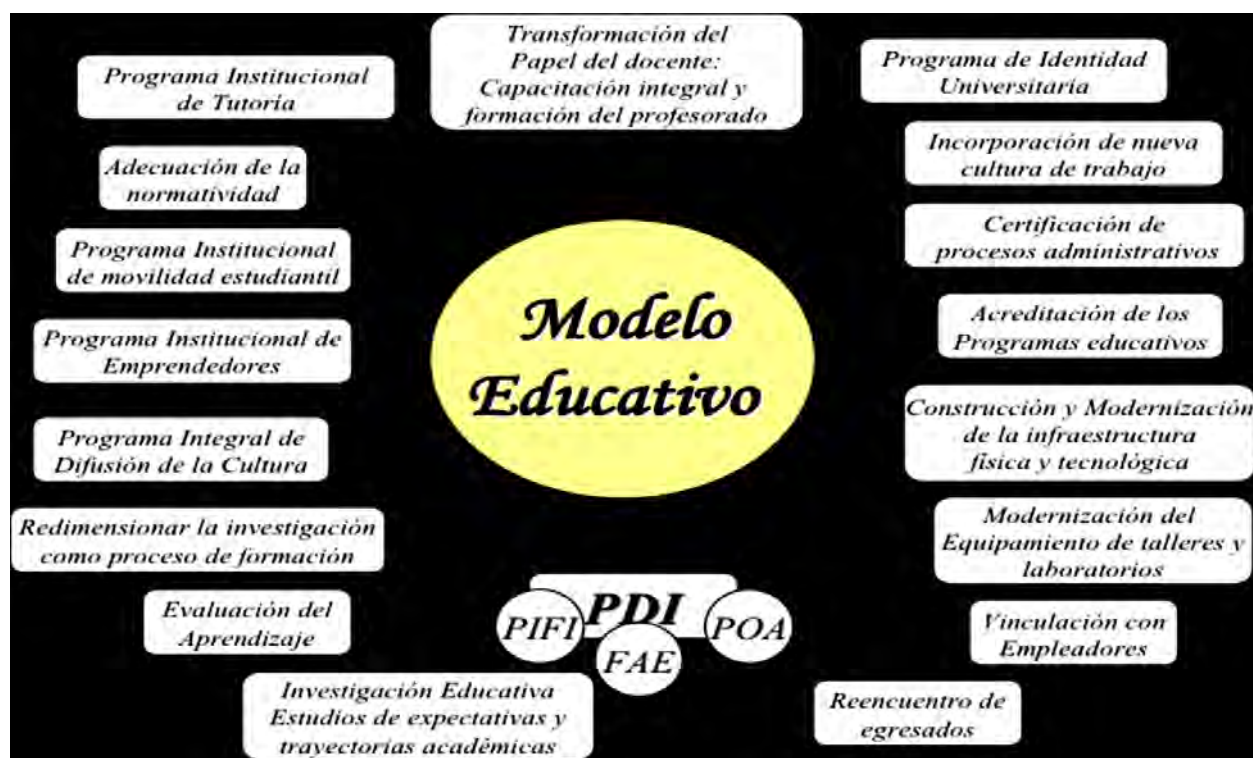 Transformación del
Papel del docente:
Capacitación integral y
formación del profesorado
Programa Institucional
de Tutoría
Adecuación de la
normatividad
Programa Institucional
de movilidad estudiantil
Programa Institucional de
Emprendedores
Programa Integral de
Difusión de la Cultura
Redimensionar la investigación
como proceso de formación
Evaluación del
Aprendizaje
Investigación Educativa
Estudios de expectativas y
trayectorias académicas
Modelo
Educativo
PDI
PIFI
FAE
POA
Programa de Identidad
Universitaria
Incorporación de nueva
cultura de trabajo
Certificación de
procesos administrativos
Acreditación de los
Programas educativos
Construcción y Modernización
de la infraestructura
física y tecnológica
Modernización del
Equipamiento de talleres y
laboratorios
Vinculación con
Empleadores
Reencuentro de
egresados